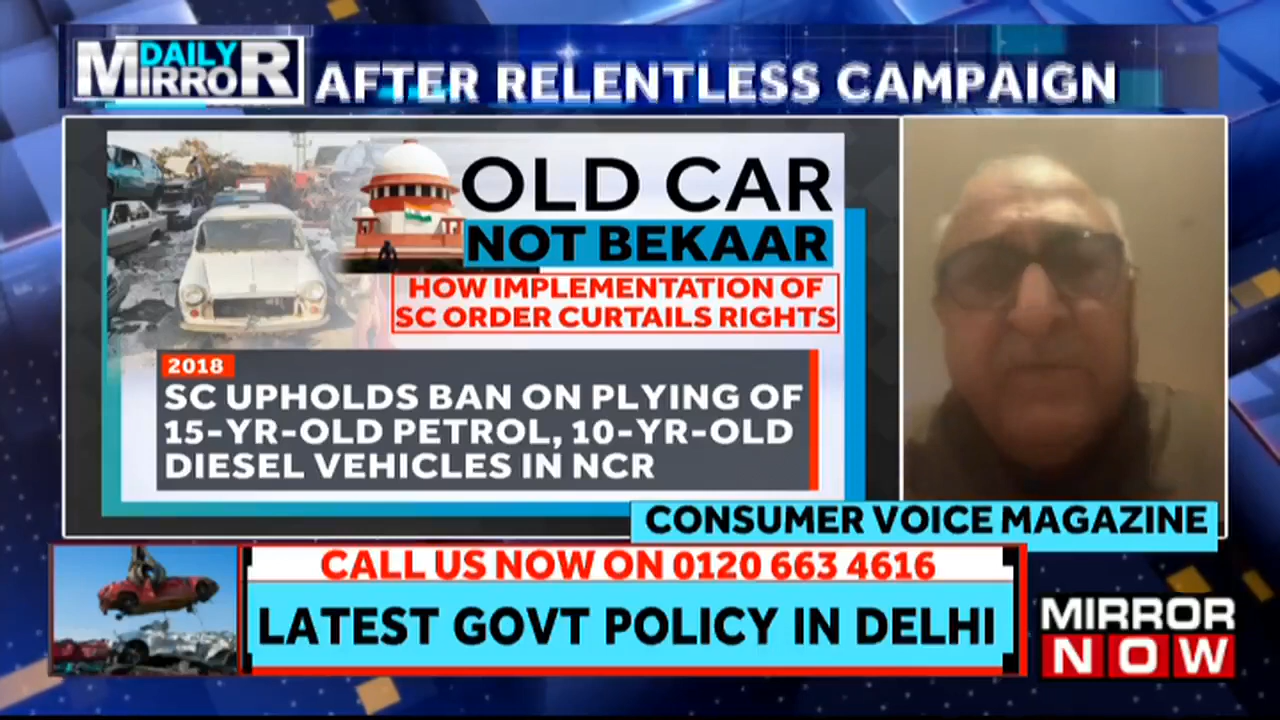 DAILY
MIRROR
AFTER RELENTLESS CAMPAIGN
OLD CAR
NOT BEKAAR
HOW IMPLEMENTATION OF
SC ORDER CURTAILS RIGHTS
2018
SC UPHOLDS BAN ON PLYING OF
15-YR-OLD PETROL, 10-YR-OLD
DIESEL VEHICLES IN NCR
CONSUMER VOICE MAGAZINE
CALL US NOW ON 0120 663 4616
LATEST GOVT POLICY IN DELHI
MIRROR
NOW